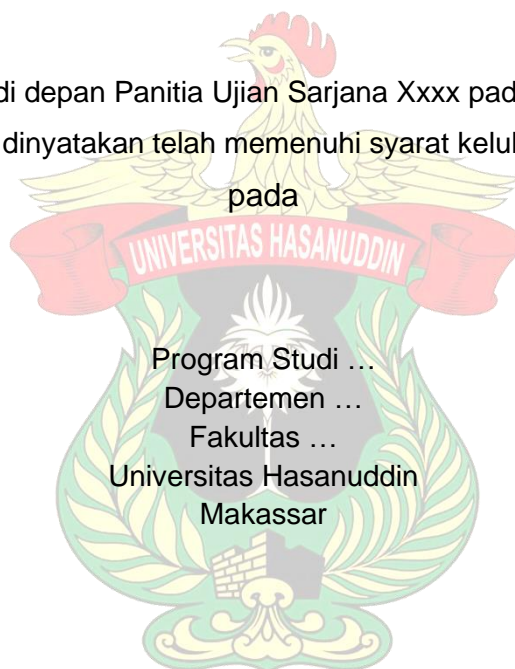 di depan Panitia Ujian Sarjana Xxxx pad
dinyatakan telah memenuhi syarat kelul
pada
UNIVERSITAS HASANUDDIN
Program Studi …
Departemen …
Fakultas …
Universitas Hasanuddin
Makassar